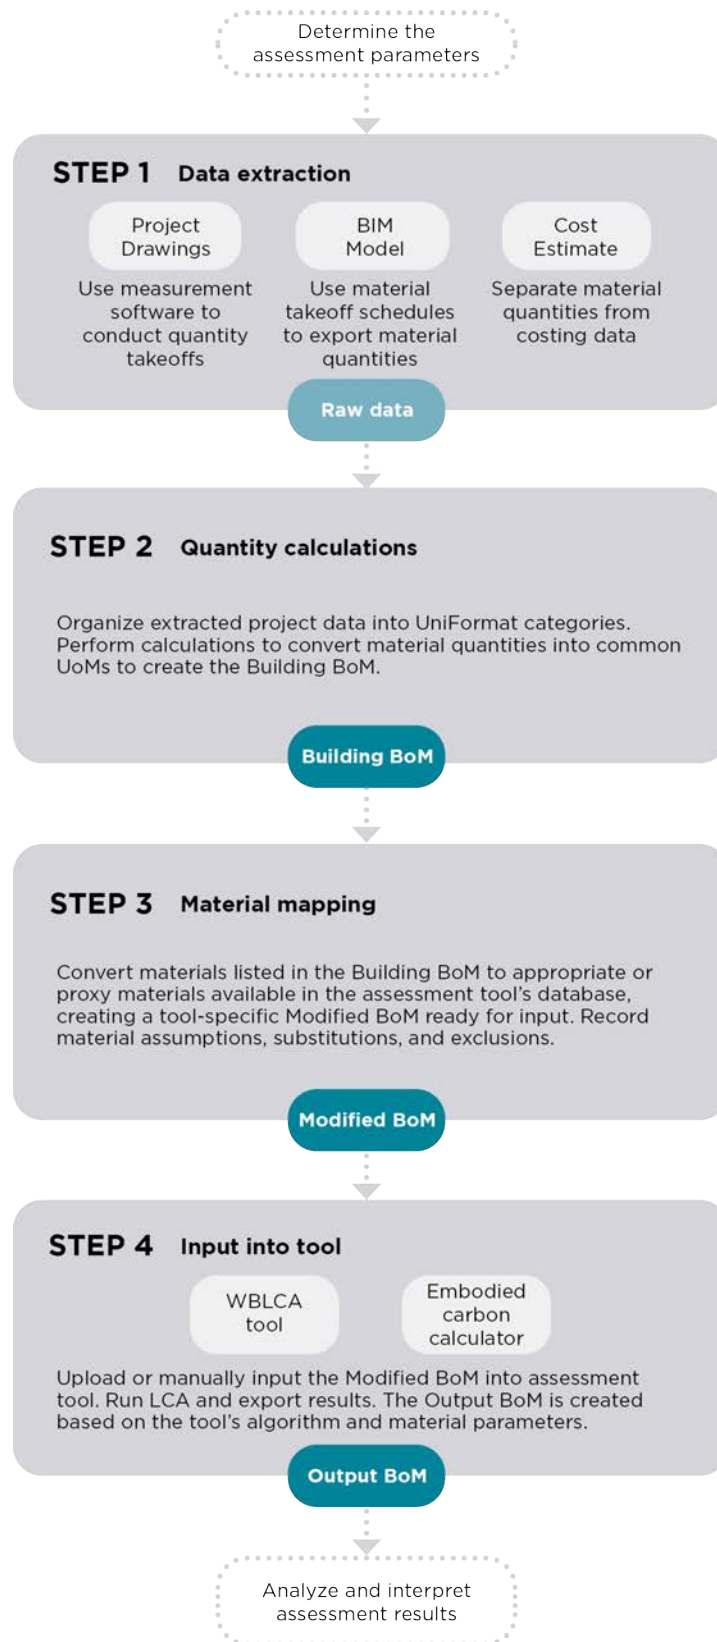 Determine the
assessment parameters
STEP 1 Data extraction
Project
Drawings
Use measurement
software to
conduct quantity
takeoffs
BIM
Model
Use material
takeoff schedules
to export material
quantities
Cost
Estimate
Separate material
quantities from
costing data
Raw data
STEP 2 Quantity calculations
Organize extracted project data into UniFormat categories.
Perform calculations to convert material quantities into common
UoMs to create the Building BoM.
Building BoM
STEP 3 Material mapping
Convert materials listed in the Building BoM to appropriate or
proxy materials available in the assessment tool's database,
creating a tool-specific Modified BoM ready for input. Record
material assumptions, substitutions, and exclusions.
Modified BoM
STEP 4 Input into tool
WBLCA
tool
Embodied
carbon
calculator
Upload or manually input the Modified BoM into assessment
tool. Run LCA and export results. The Output BoM is created
based on the tool's algorithm and material parameters.
Output BoM
Analyze and interpret
assessment results